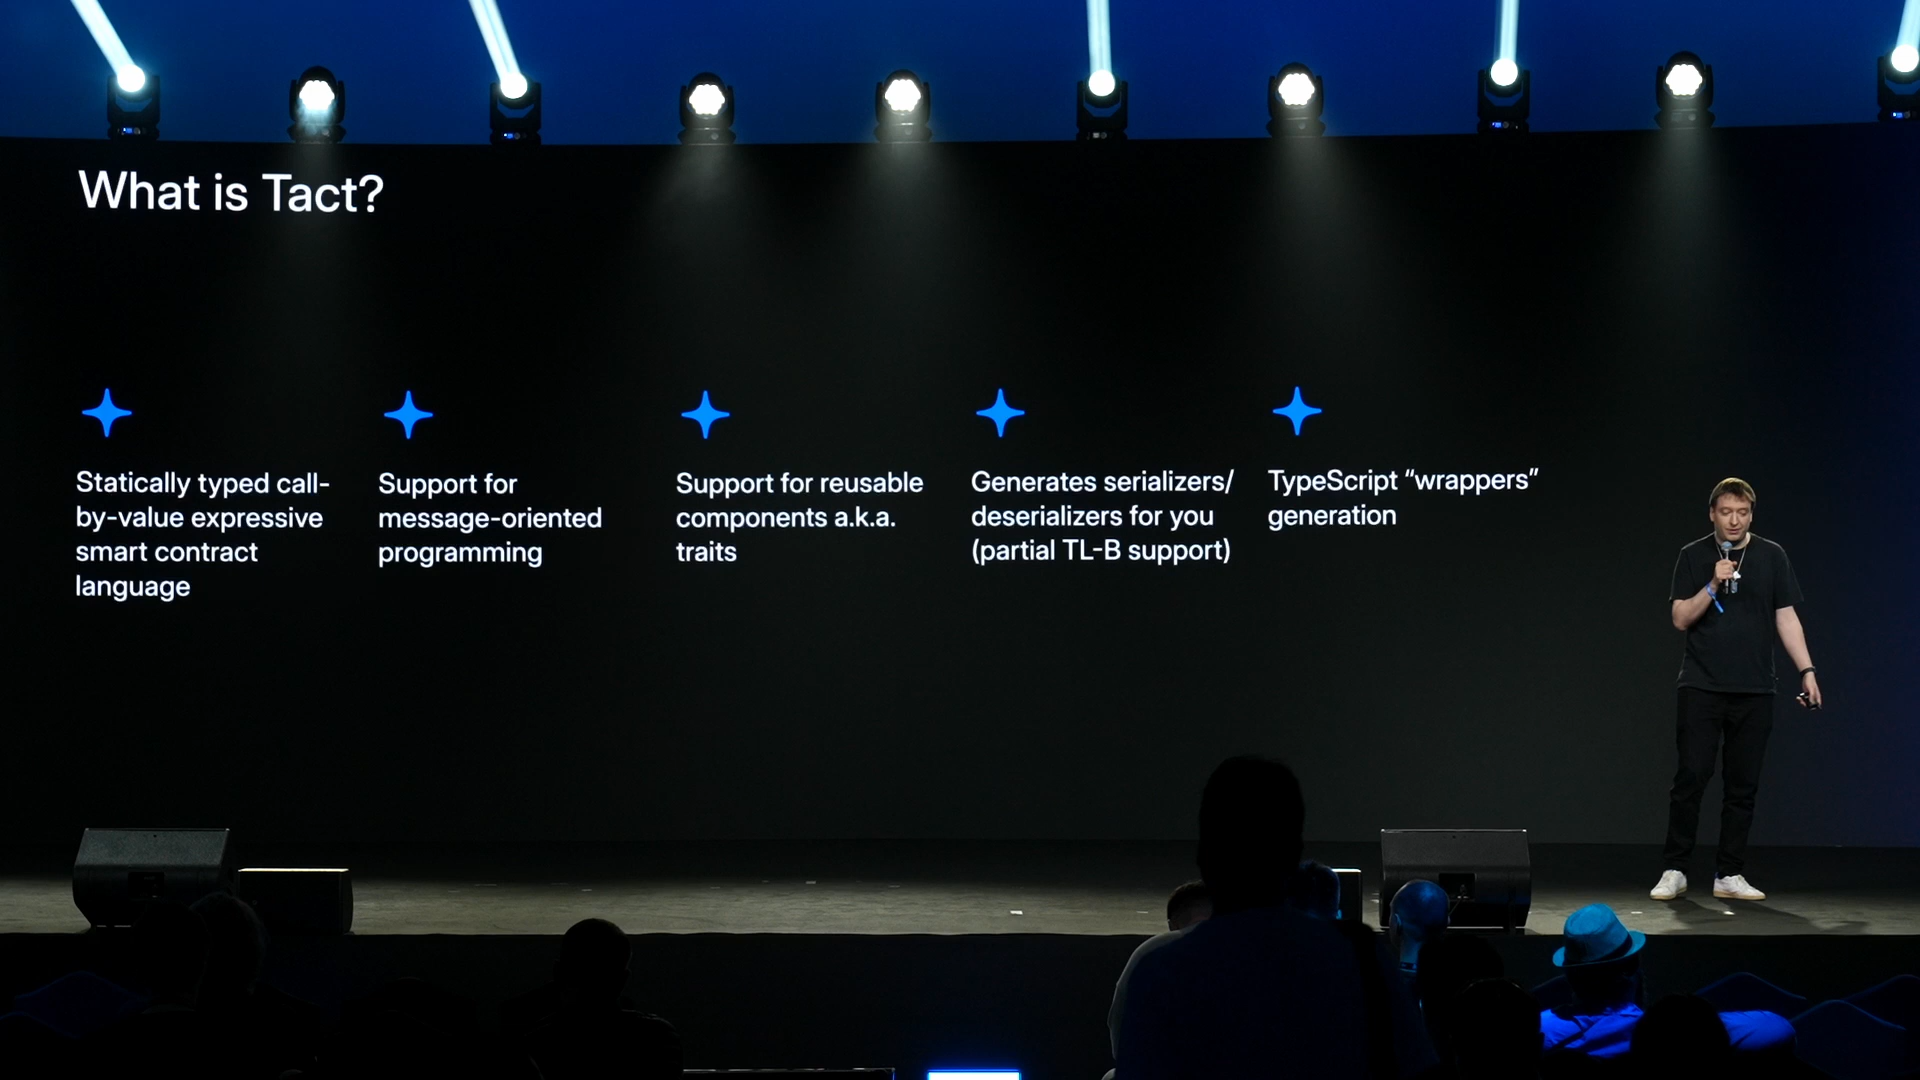 What is Tact?
Statically typed call-
by-value expressive
smart contract
language
Support for
message-oriented
programming
Support for reusable
components a.k.a.
traits
Generates serializers/
deserializers for you
(partial TL-B support)
TypeScript “wrappers”
generation